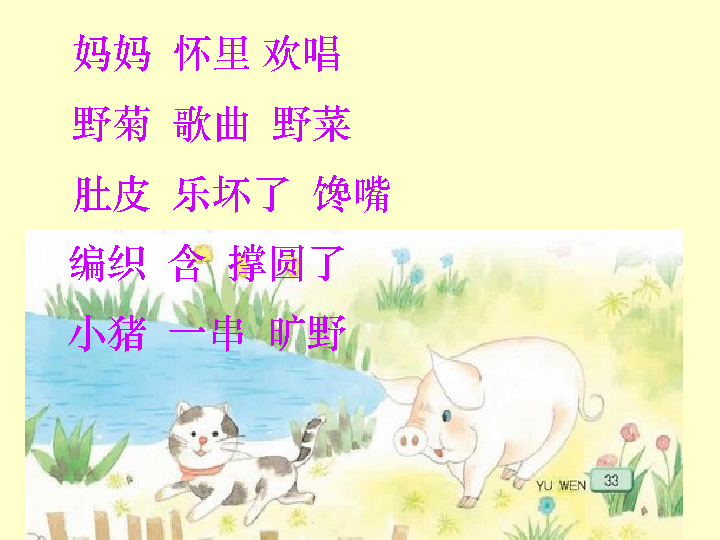 妈妈 怀里 欢唱
野菊 歌曲 野菜
肚皮 乐坏了 馋嘴
编织 含 撑圆了
小猪 一串 旷野
YU WEN 33